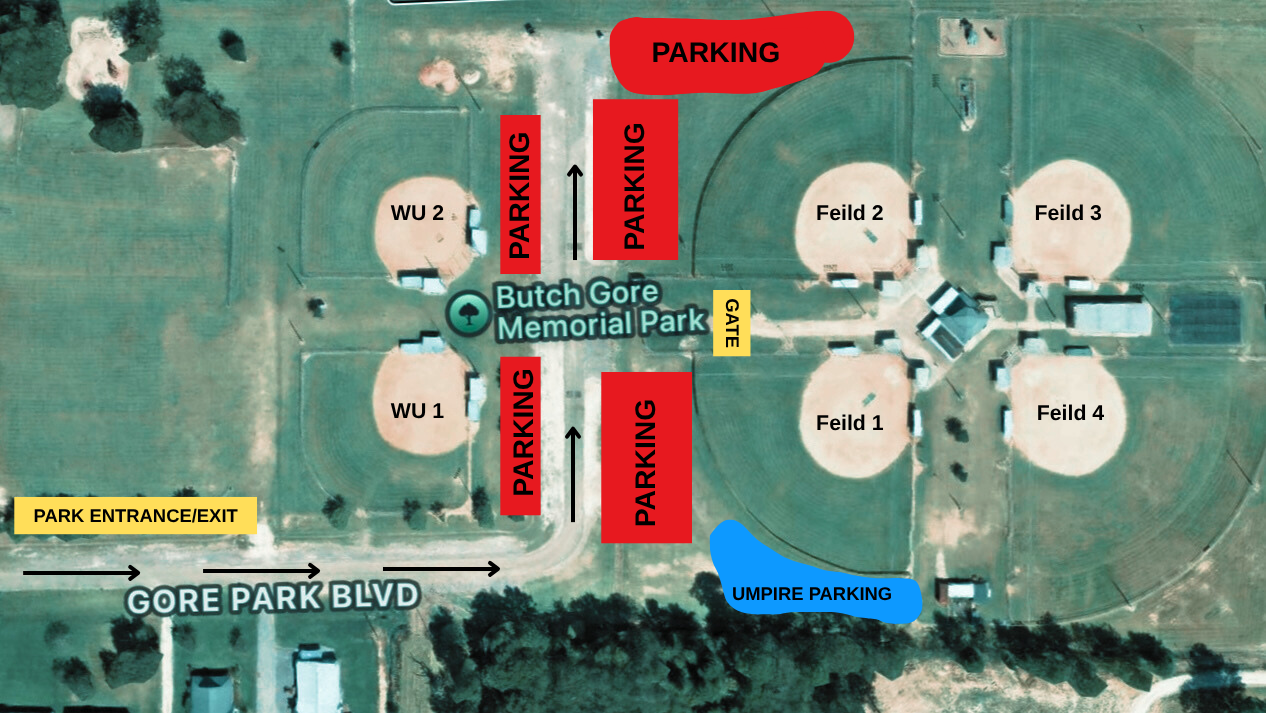 PARKING
PARKING
PARKING
WU 2
Feild 2
Feild 3
Butch Gore
Memorial Park
GATE
PARKING
PARKING
WU 1
Feild 1
Feild 4
PARK ENTRANCE/EXIT
GORE PARK BLVD
UMPIRE PARKING